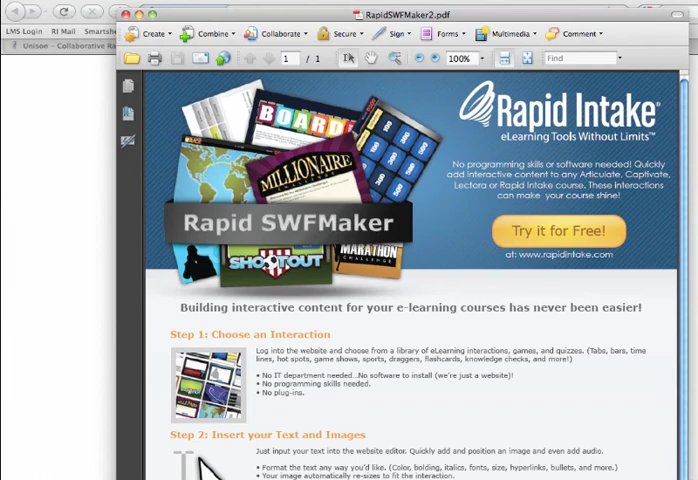 RapidSWFMaker2.pdf
LMS Login RI Mail Smartshe
Unison – Collaborative Ra
Create Combine Collaborate Secure Sign Forms Multimedia Comment
1 / 1 100% Find
BOARD
MILLIONAIRE
Rapid SWFMaker
SHOOTOUT
MARATHON
CHALLENGE
Rapid Intake
eLearning Tools Without Limits™
No programming skills or software needed! Quickly
add interactive content to any Articulate, Captivate,
Lectora or Rapid Intake course. These interactions
can make your course shine!
Try it for Free!
at: www.rapidintake.com
Building interactive content for your e-learning courses has never been easier!
Step 1: Choose an Interaction
Log into the website and choose from a library of eLearning interactions, games, and quizzes. (Tabs, bars, time
lines, hot spots, game shows, sports, draggers, flashcards, knowledge checks, and more!)
• No IT department needed...No software to install (we're just a website)!
• No programming skills needed.
• No plug-ins.
Step 2: Insert your Text and Images
Just input your text into the website editor. Quickly add and position an image and even add audio.
• Format the text any way you'd like. (Color, bolding, italics, fonts, size, hyperlinks, bullets, and more.)
• Your image automatically re-sizes to fit the interaction.